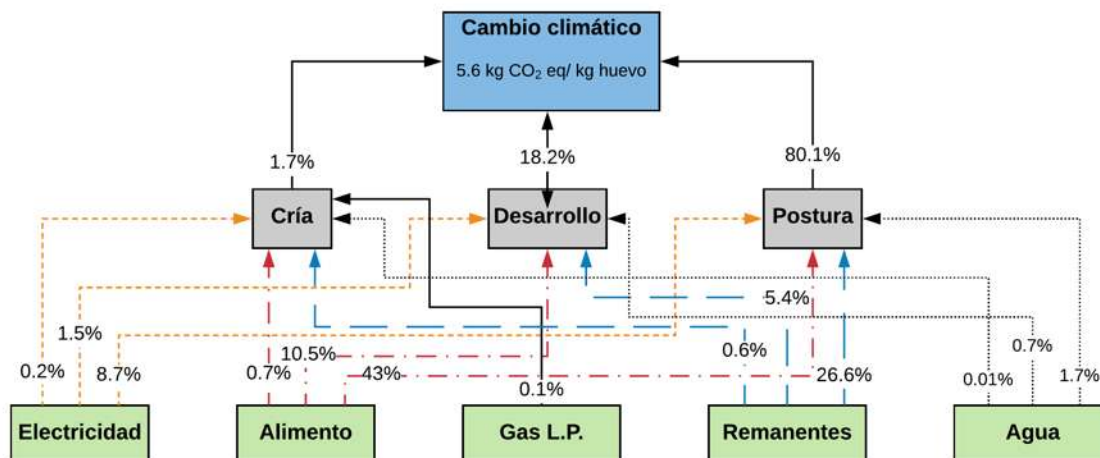 Cambio climático
5.6 kg CO₂ eq/ kg huevo
1.7%
18.2%
80.1%
Cría
Desarrollo
Postura
5.4%
1.5%
10.5%
0.6%
0.7%
0.2%
8.7%
0.7%
43%
0.1%
26.6%
0.01%
1.7%
Electricidad
Alimento
Gas L.P.
Remanentes
Agua